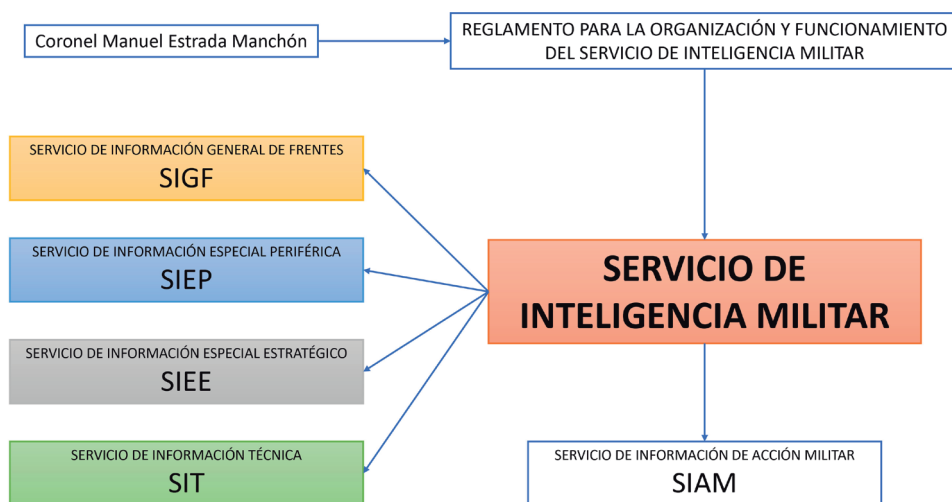 Coronel Manuel Estrada Manchón
REGLAMENTO PARA LA ORGANIZACIÓN Y FUNCIONAMIENTO
DEL SERVICIO DE INTELIGENCIA MILITAR
SERVICIO DE INFORMACIÓN GENERAL DE FRENTES
SIGF
SERVICIO DE INFORMACIÓN ESPECIAL PERIFÉRICA
SIEP
SERVICIO DE INFORMACIÓN ESPECIAL ESTRATÉGICO
SIEE
SERVICIO DE INFORMACIÓN TÉCNICA
SIT
SERVICIO DE
INTELIGENCIA MILITAR
SERVICIO DE INFORMACIÓN DE ACCIÓN MILITAR
SIAM